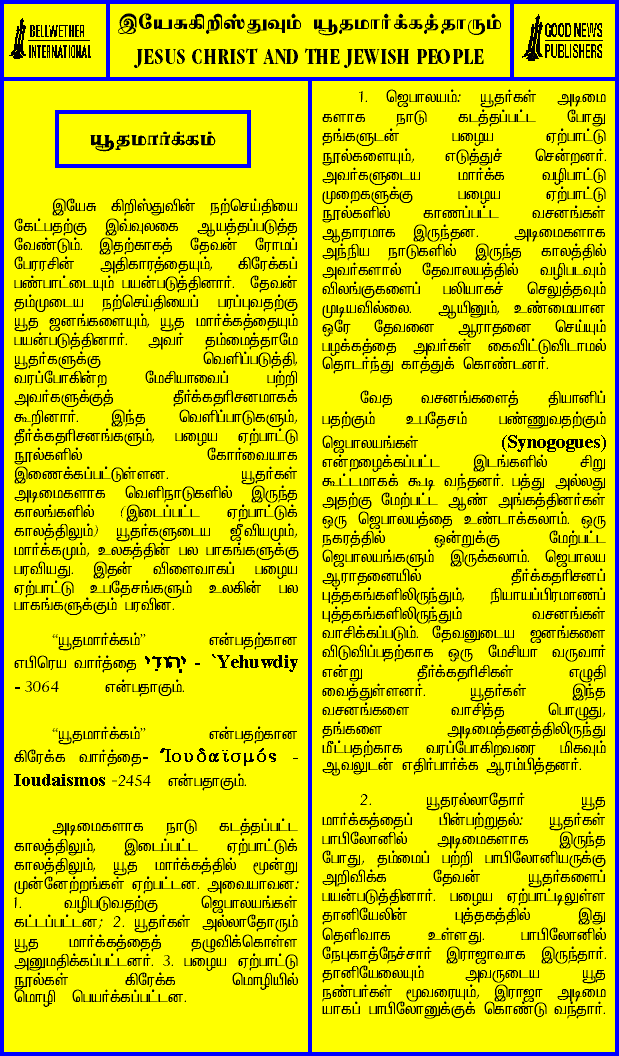 BELLWETHER
INTERNATIONAL
இயேசுகிறிஸ்துவும் யூதமார்க்கத்தாரும்
JESUS CHRIST AND THE JEWISH PEOPLE
GOOD NEWS
PUBLISHERS
யூதமார்க்கம்
இயேசு கிறிஸ்துவின் நற்செய்தியை
கேட்பதற்கு இவ்வுலகை ஆயத்தப்படுத்த
வேண்டும். இதற்காகத் தேவன் ரோமப்
பேரரசின் அதிகாரத்தையும், கிரேக்கப்
பண்பாட்டையும் பயன்படுத்தினார். தேவன்
தம்முடைய நற்செய்தியைப் பரப்புவதற்கு
யூத ஜனங்களையும், யூத மார்க்கத்தையும்
பயன்படுத்தினார். அவர் தம்மைத்தாமே
யூதர்களுக்கு வெளிப்படுத்தி,
வரப்போகின்ற மேசியாவைப் பற்றி
அவர்களுக்குத் தீர்க்கதரிசனமாகக்
கூறினார். இந்த வெளிப்பாடுகளும்,
தீர்க்கதரிசனங்களும், பழைய ஏற்பாட்டு
நூல்களில் கோர்வையாக
இணைக்கப்பட்டுள்ளன. யூதர்கள்
அடிமைகளாக வெளிநாடுகளில் இருந்த
காலங்களில் (இடைப்பட்ட ஏற்பாட்டுக்
காலத்திலும்) யூதர்களுடைய ஜீவியமும்,
மார்க்கமும், உலகத்தின் பல பாகங்களுக்கு
பரவியது. இதன் விளைவாகப் பழைய
ஏற்பாட்டு உபதேசங்களும் உலகின் பல
பாகங்களுக்கும் பரவின.
“யூதமார்க்கம்” என்பதற்கான
எபிரெய வார்த்தை יְהוּדִי - `Yehuwdiy
- 3064 என்பதாகும்.
“யூதமார்க்கம்” என்பதற்கான
கிரேக்க வார்த்தை- Ἰουδαϊσμός -
Ioudaismos -2454 என்பதாகும்.
அடிமைகளாக நாடு கடத்தப்பட்ட
காலத்திலும், இடைப்பட்ட ஏற்பாட்டுக்
காலத்திலும், யூத மார்க்கத்தில் மூன்று
முன்னேற்றங்கள் ஏற்பட்டன. அவையாவன:
1. வழிபடுவதற்கு ஜெபாலயங்கள்
கட்டப்பட்டன; 2. யூதர்கள் அல்லாதோரும்
யூத மார்க்கத்தைத் தழுவிக்கொள்ள
அனுமதிக்கப்பட்டனர். 3. பழைய ஏற்பாட்டு
நூல்கள் கிரேக்க மொழியில்
மொழி பெயர்க்கப்பட்டன.
1. ஜெபாலயம்: யூதர்கள் அடிமை
களாக நாடு கடத்தப்பட்ட போது
தங்களுடன் பழைய ஏற்பாட்டு
நூல்களையும், எடுத்துச் சென்றனர்.
அவர்களுடைய மார்க்க வழிபாட்டு
முறைகளுக்கு பழைய ஏற்பாட்டு
நூல்களில் காணப்பட்ட வசனங்கள்
ஆதாரமாக இருந்தன. அடிமைகளாக
அந்நிய நாடுகளில் இருந்த காலத்தில்
அவர்களால் தேவாலயத்தில் வழிபடவும்
விலங்குகளைப் பலியாகச் செலுத்தவும்
முடியவில்லை. ஆயினும், உண்மையான
ஒரே தேவனை ஆராதனை செய்யும்
பழக்கத்தை அவர்கள் கைவிட்டுவிடாமல்
தொடர்ந்து காத்துக் கொண்டனர்.
வேத வசனங்களைத் தியானிப்
பதற்கும் உபதேசம் பண்ணுவதற்கும்
ஜெபாலயங்கள் (Synogogues)
என்றழைக்கப்பட்ட இடங்களில் சிறு
கூட்டமாகக் கூடி வந்தனர். பத்து அல்லது
அதற்கு மேற்பட்ட ஆண் அங்கத்தினர்கள்
ஒரு ஜெபாலயத்தை உண்டாக்கலாம். ஒரு
நகரத்தில் ஒன்றுக்கு மேற்பட்ட
ஜெபாலயங்களும் இருக்கலாம். ஜெபாலய
ஆராதனையில் தீர்க்கதரிசனப்
புத்தகங்களிலிருந்தும், நியாயப்பிரமாணப்
புத்தகங்களிலிருந்தும் வசனங்கள்
வாசிக்கப்படும். தேவனுடைய ஜனங்களை
விடுவிப்பதற்காக ஒரு மேசியா வருவார்
என்று தீர்க்கதரிசிகள் எழுதி
வைத்துள்ளனர். யூதர்கள் இந்த
வசனங்களை வாசித்த பொழுது,
தங்களை அடிமைத்தனத்திலிருந்து
மீட்பதற்காக வரப்போகிறவரை மிகவும்
ஆவலுடன் எதிர்பார்க்க ஆரம்பித்தனர்.
2. யூதரல்லாதோர் யூத
மார்க்கத்தைப் பின்பற்றுதல்: யூதர்கள்
பாபிலோனில் அடிமைகளாக இருந்த
போது, தம்மைப் பற்றி பாபிலோனியருக்கு
அறிவிக்க தேவன் யூதர்களைப்
பயன்படுத்தினார். பழைய ஏற்பாட்டிலுள்ள
தானியேலின் புத்தகத்தில் இது
தெளிவாக உள்ளது. பாபிலோனில்
நேபுகாத்நேச்சார் இராஜாவாக இருந்தார்.
தானியேலையும் அவருடைய யூத
நண்பர்கள் மூவரையும், இராஜா அடிமை
யாகப் பாபிலோனுக்குக் கொண்டு வந்தார்.